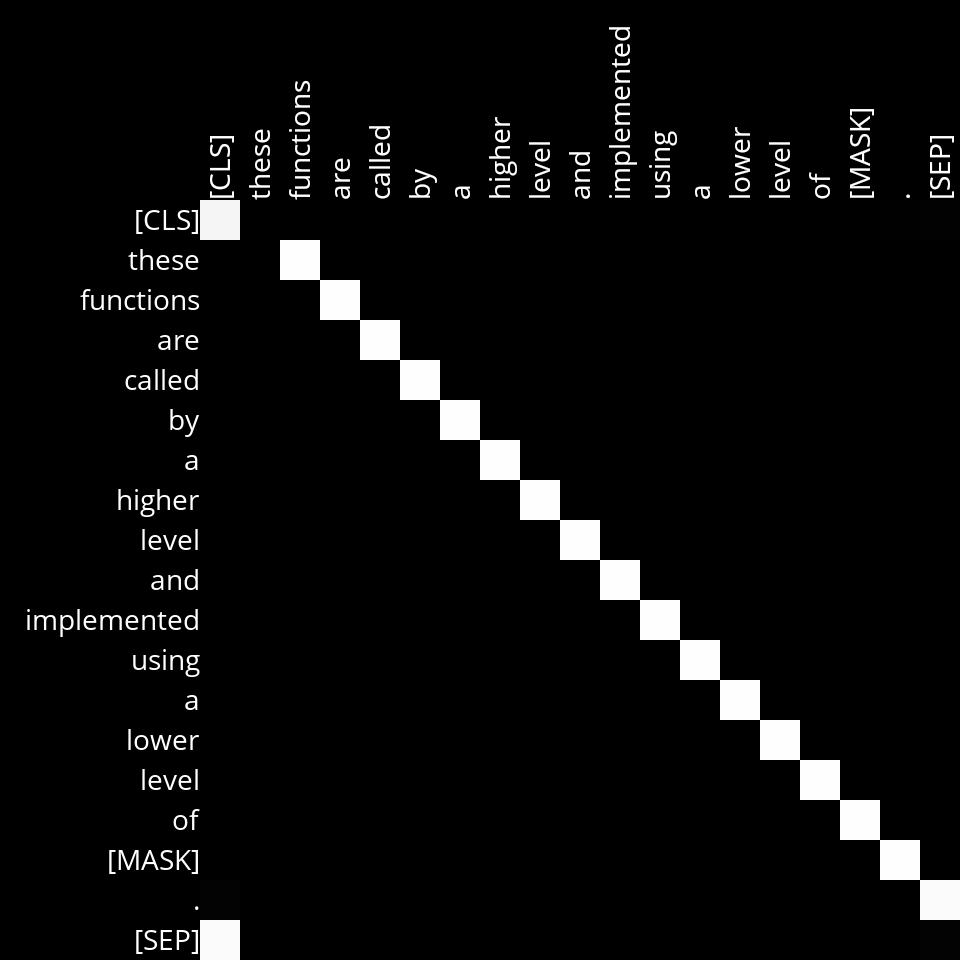 [CLS]
these
functions
are
called
by
a
higher
level
and
implemented
using
a
lower
level
of
[MASK]
.
[SEP]
[CLS]
these
functions
are
called
by
a
higher
level
and
implemented
using
a
lower
level
of
[MASK]
.
[SEP]